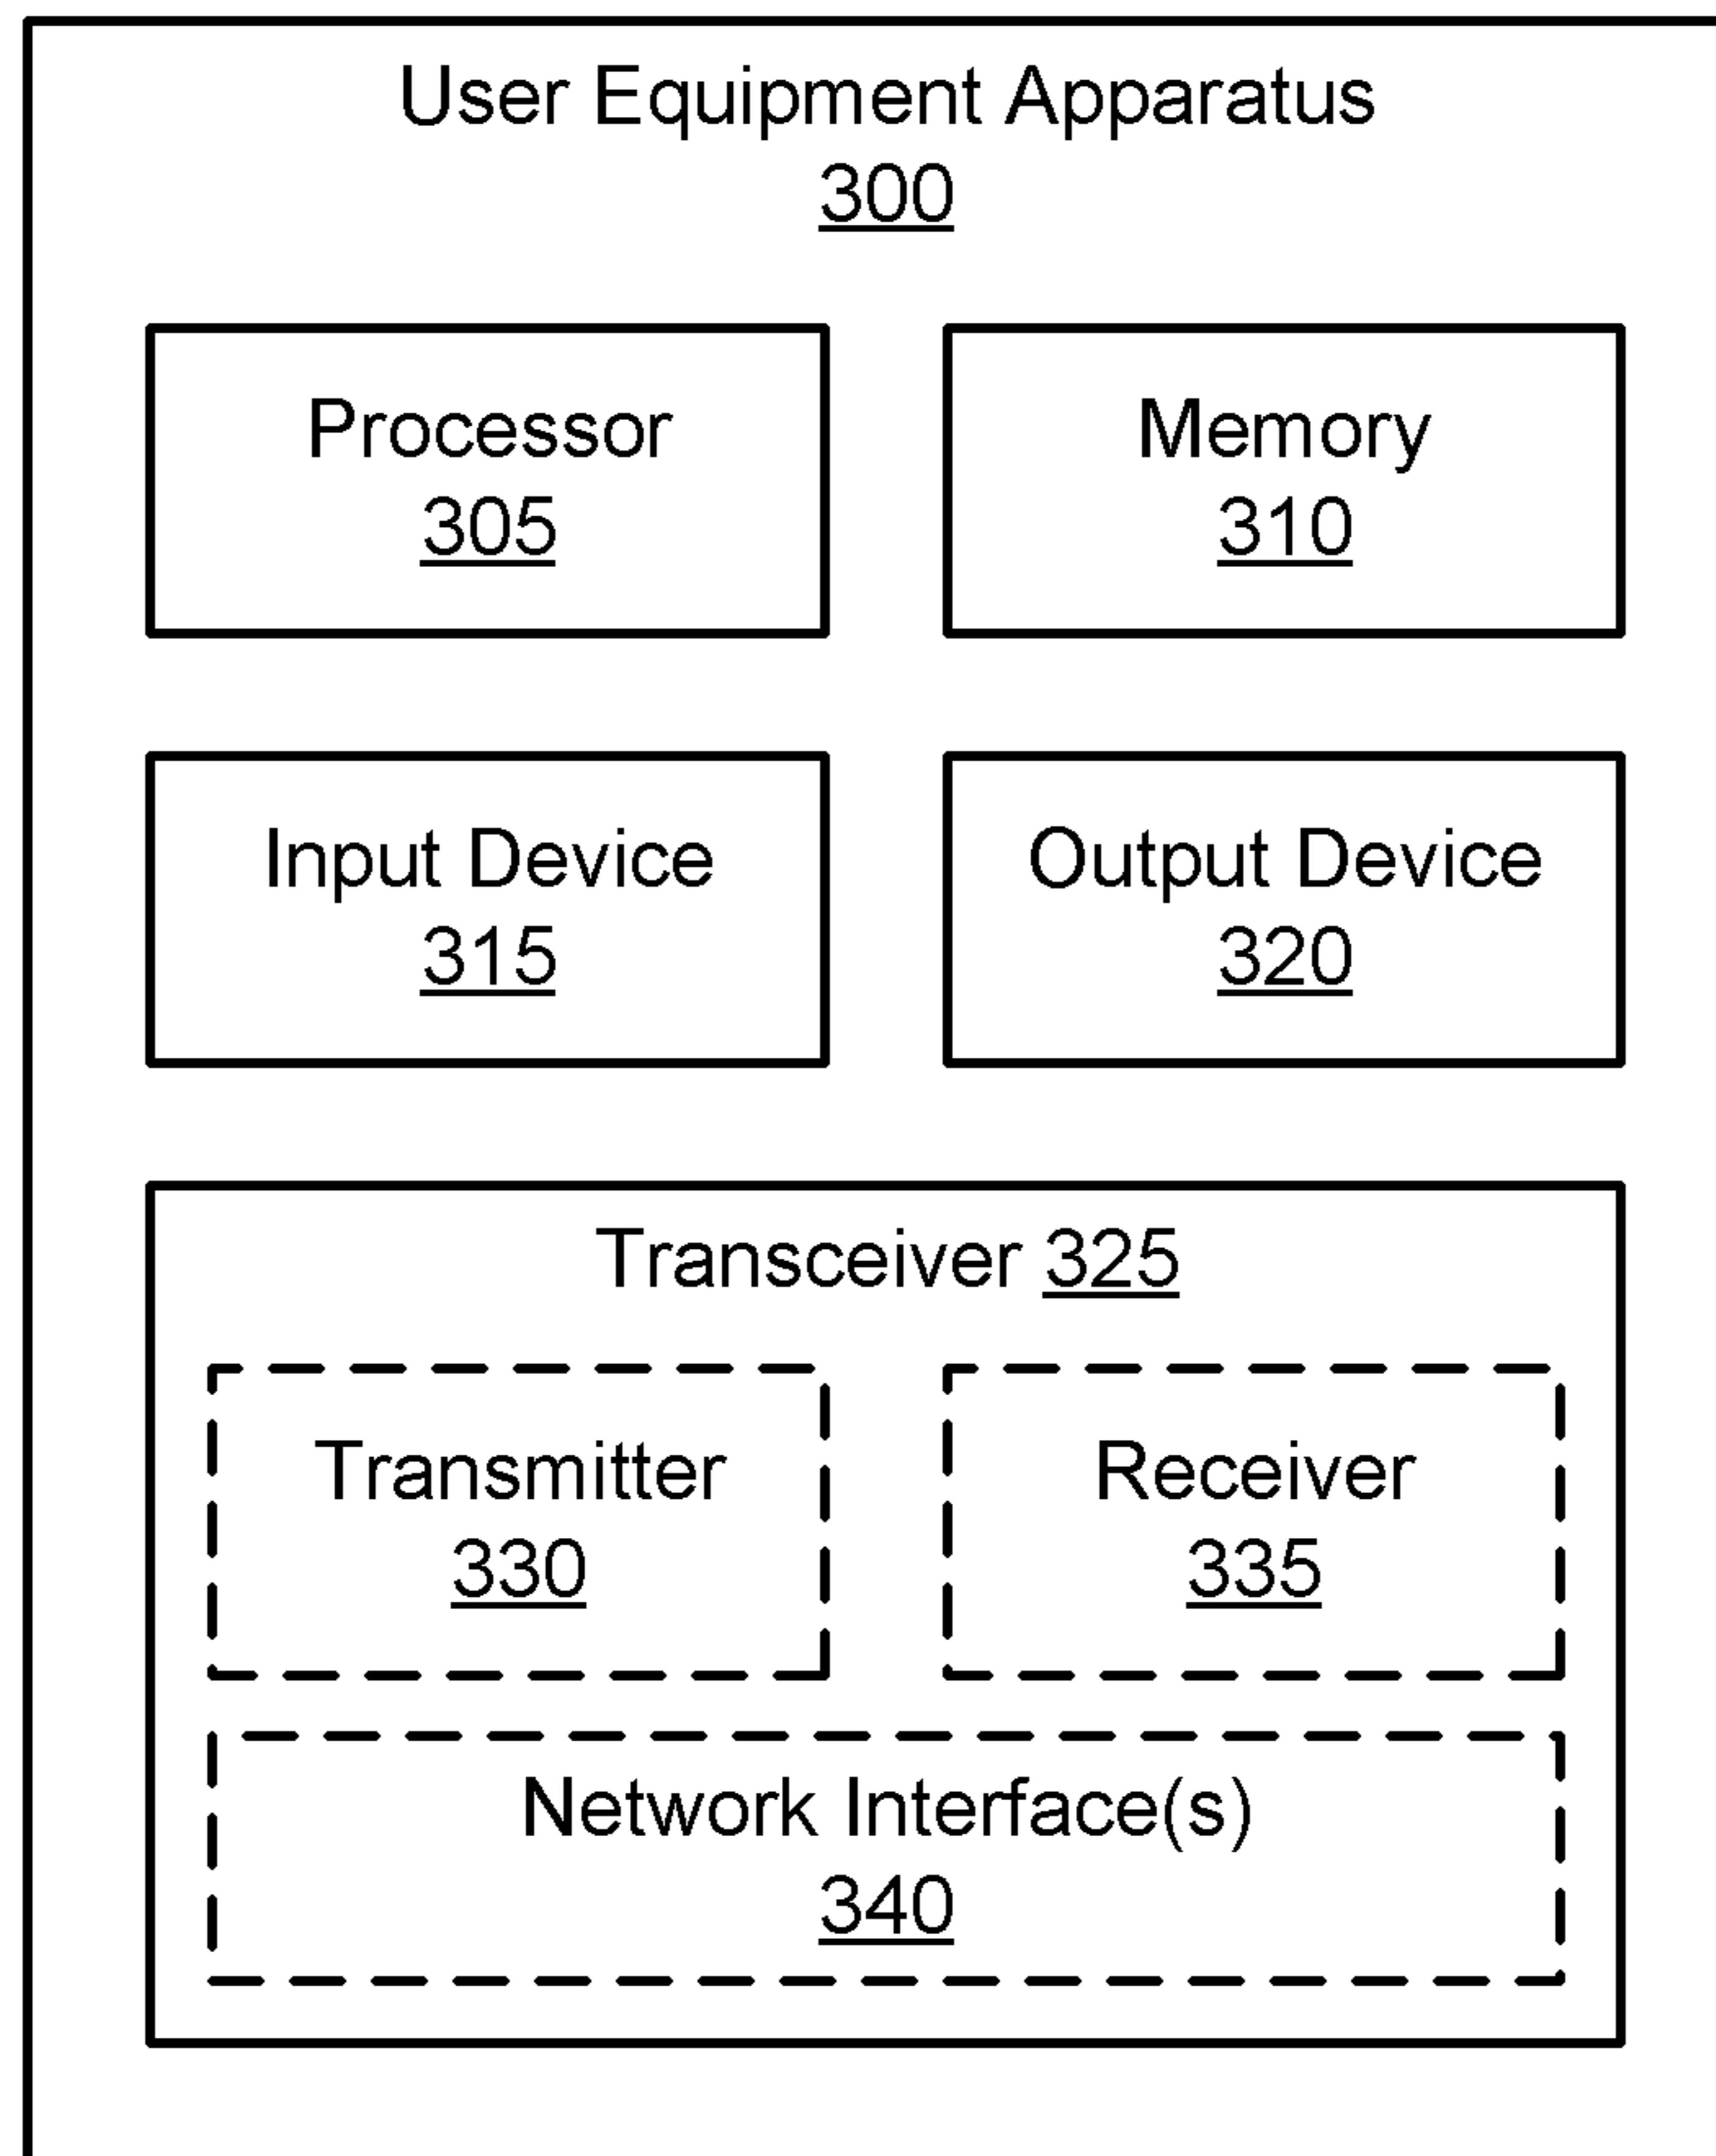 User Equipment Apparatus
300
Processor
305
Memory
310
Input Device
315
Output Device
320
Transceiver 325
Transmitter
330
Receiver
335
Network Interface(s)
340